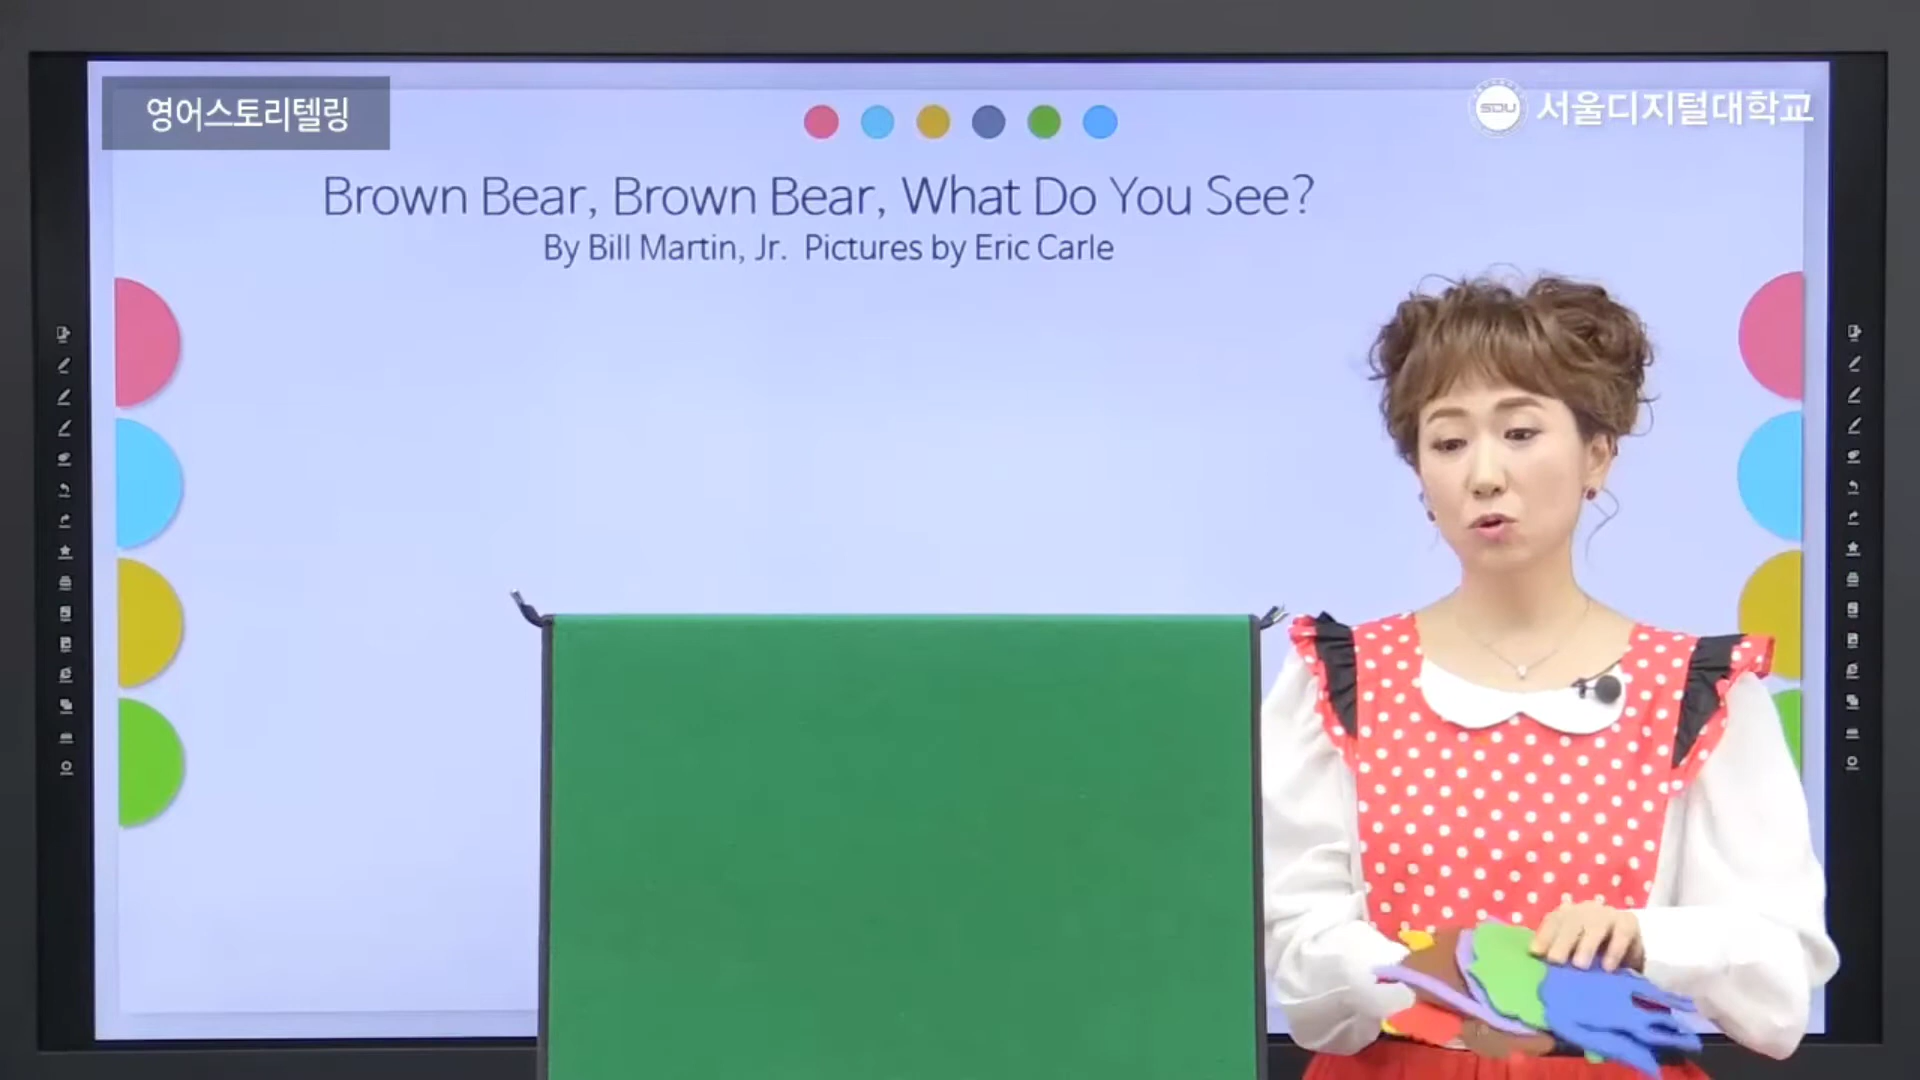 영어스토리텔링
SDU 서울디지털대학교
Brown Bear, Brown Bear, What Do You See?
By Bill Martin, Jr. Pictures by Eric Carle